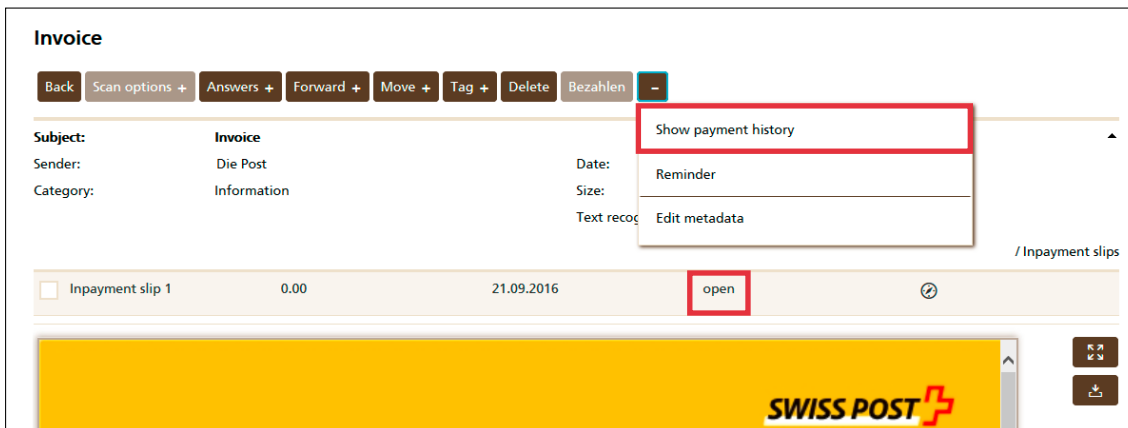 Invoice
Back Scan options + Answers + Forward + Move + Tag + Delete Bezahlen –
Show payment history
Subject: Invoice
Sender: Die Post Date:
Reminder
Category: Information Size:
Text recog Edit metadata
/ Inpayment slips
Inpayment slip 1 0.00 21.09.2016 open
SWISS POST